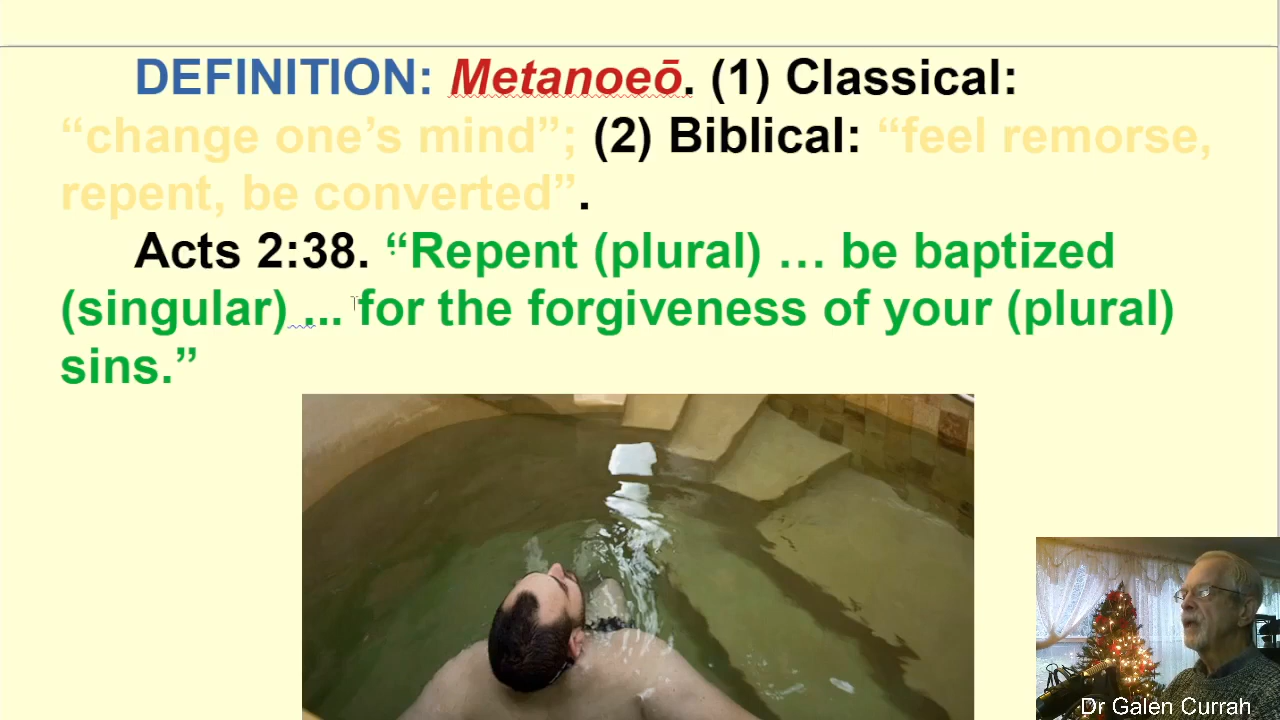 DEFINITION: Metanoeō. (1) Classical:
“change one’s mind”; (2) Biblical: “feel remorse,
repent, be converted”.
Acts 2:38. “Repent (plural) … be baptized
(singular) ... for the forgiveness of your (plural)
sins.”
Dr Galen Currah